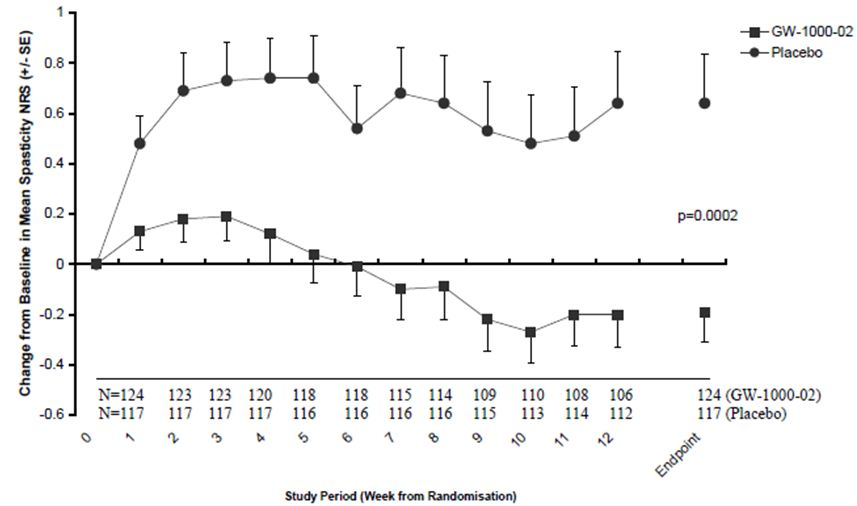 Change from Baseline in Mean Spasticity NRS (+/- SE)
1
0.8
0.6
0.4
0.2
0
-0.2
-0.4
-0.6
GW-1000-02
Placebo
p=0.0002
N=124 123 123 120 118 118 115 114 109 110 108 106 124 (GW-1000-02)
N=117 117 117 117 116 116 116 116 115 113 114 112 117 (Placebo)
0 1 2 3 4 5 6 7 8 9 10 11 12 Endpoint
Study Period (Week from Randomisation)